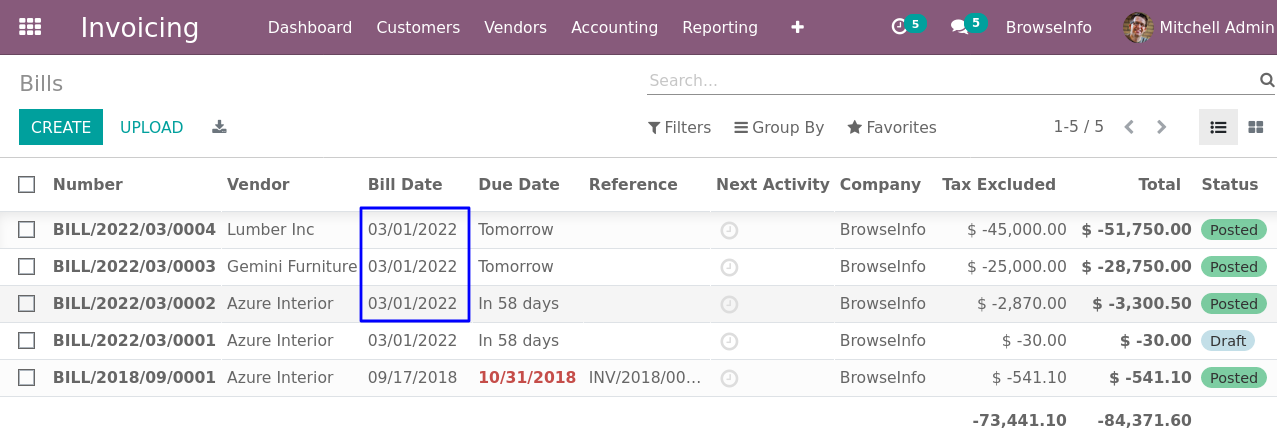 Invoicing Dashboard Customers Vendors Accounting Reporting 5 5 BrowseInfo Mitchell Admin
Bills Search...
CREATE UPLOAD Filters Group By Favorites 1-5 / 5
Number Vendor Bill Date Due Date Reference Next Activity Company Tax Excluded Total Status
BILL/2022/03/0004 Lumber Inc 03/01/2022 Tomorrow BrowseInfo $ -45,000.00 $ -51,750.00 Posted
BILL/2022/03/0003 Gemini Furniture 03/01/2022 Tomorrow BrowseInfo $ -25,000.00 $ -28,750.00 Posted
BILL/2022/03/0002 Azure Interior 03/01/2022 In 58 days BrowseInfo $ -2,870.00 $ -3,300.50 Posted
BILL/2022/03/0001 Azure Interior 03/01/2022 In 58 days BrowseInfo $ -30.00 $ -30.00 Draft
BILL/2018/09/0001 Azure Interior 09/17/2018 10/31/2018 INV/2018/00... BrowseInfo $ -541.10 $ -541.10 Posted
-73,441.10 -84,371.60